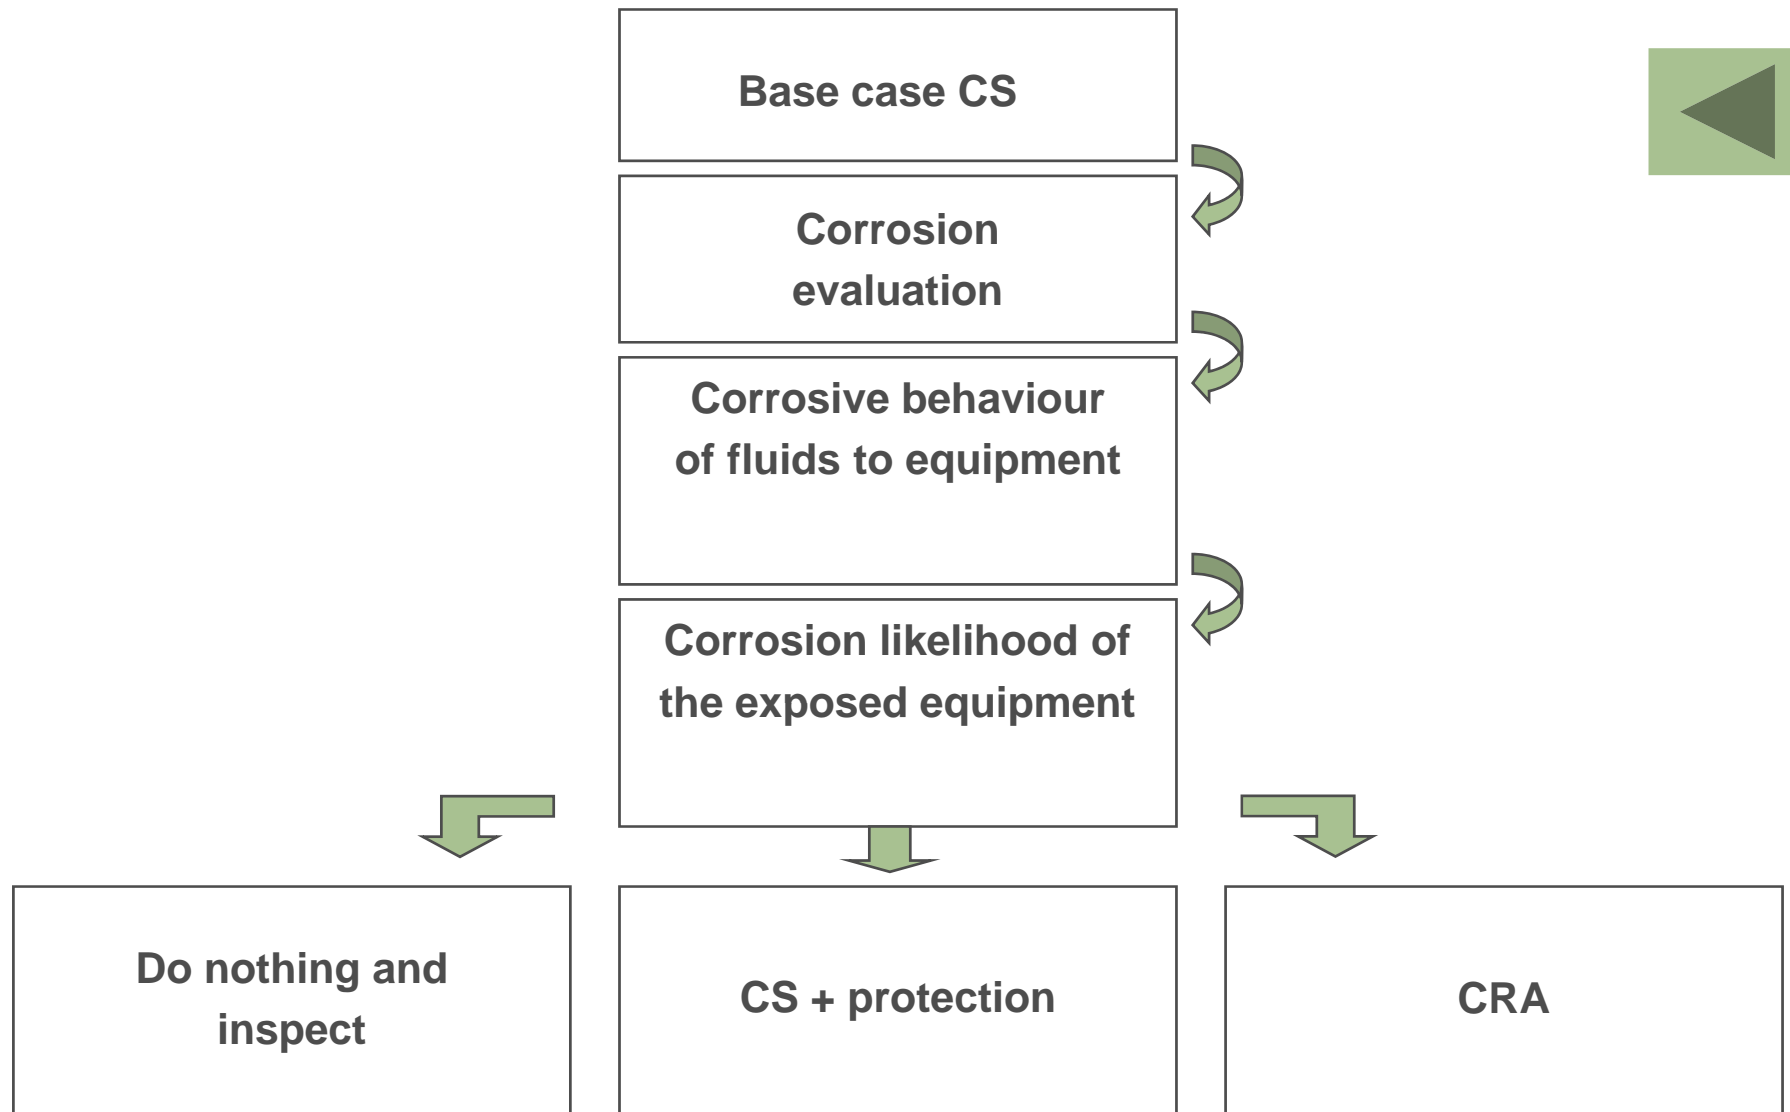 Base case CS
Corrosion
evaluation
Corrosive behaviour
of fluids to equipment
Corrosion likelihood of
the exposed equipment
Do nothing and
inspect
CS + protection
CRA